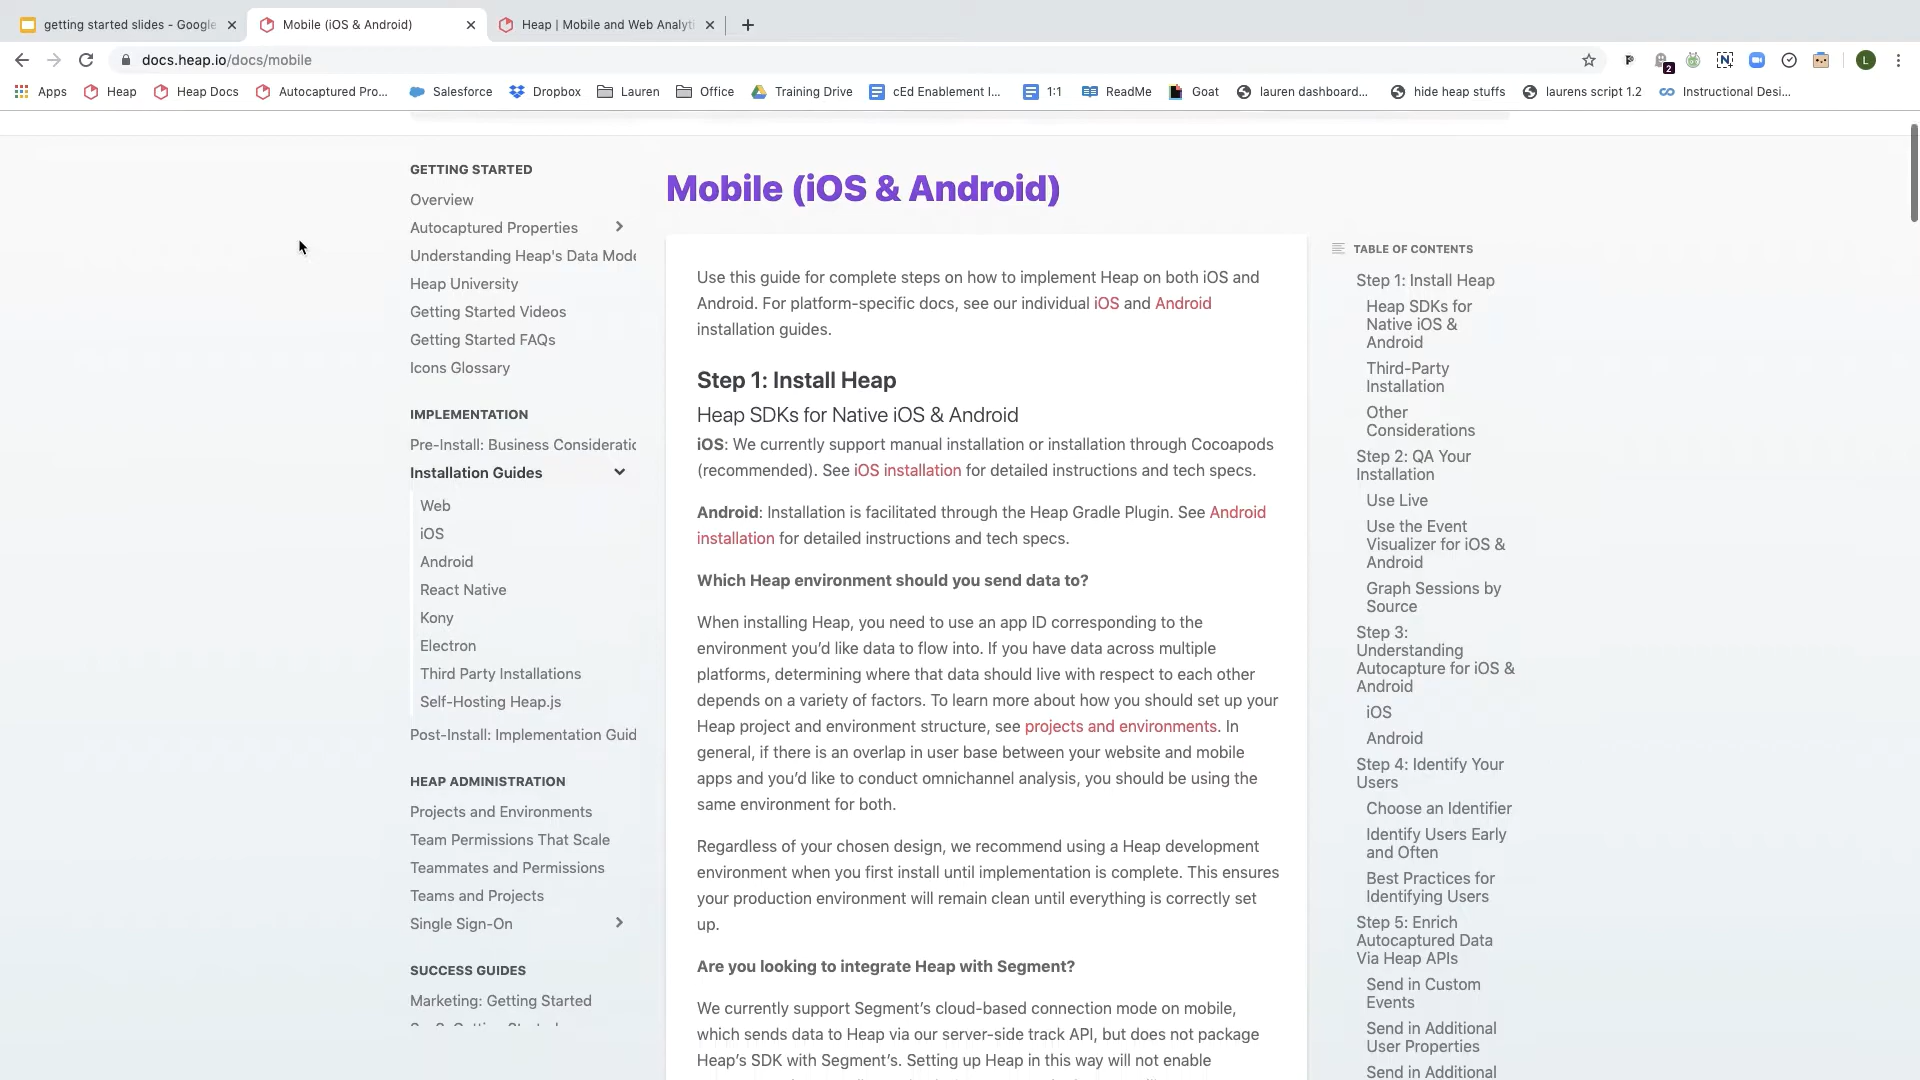 getting started slides - Google
Mobile (iOS & Android)
Heap | Mobile and Web Analyti
docs.heap.io/docs/mobile
2
L
Apps
Heap
Heap Docs
Autocaptured Pro...
Salesforce
Dropbox
Lauren
Office
Training Drive
cEd Enablement I...
1:1
ReadMe
Goat
lauren dashboard...
hide heap stuffs
laurens script 1.2
Instructional Desi...
GETTING STARTED
Overview
Autocaptured Properties
Understanding Heap's Data Mode
Heap University
Getting Started Videos
Getting Started FAQs
Icons Glossary
IMPLEMENTATION
Pre-Install: Business Consideratio
Installation Guides
Web
iOS
Android
React Native
Kony
Electron
Third Party Installations
Self-Hosting Heap.js
Post-Install: Implementation Guid
HEAP ADMINISTRATION
Projects and Environments
Team Permissions That Scale
Teammates and Permissions
Teams and Projects
Single Sign-On
SUCCESS GUIDES
Marketing: Getting Started
Mobile (iOS & Android)
Use this guide for complete steps on how to implement Heap on both iOS and
Android. For platform-specific docs, see our individual iOS and Android
installation guides.
Step 1: Install Heap
Heap SDKs for Native iOS & Android
iOS: We currently support manual installation or installation through Cocoapods
(recommended). See iOS installation for detailed instructions and tech specs.
Android: Installation is facilitated through the Heap Gradle Plugin. See Android
installation for detailed instructions and tech specs.
Which Heap environment should you send data to?
When installing Heap, you need to use an app ID corresponding to the
environment you'd like data to flow into. If you have data across multiple
platforms, determining where that data should live with respect to each other
depends on a variety of factors. To learn more about how you should set up your
Heap project and environment structure, see projects and environments. In
general, if there is an overlap in user base between your website and mobile
apps and you'd like to conduct omnichannel analysis, you should be using the
same environment for both.
Regardless of your chosen design, we recommend using a Heap development
environment when you first install until implementation is complete. This ensures
your production environment will remain clean until everything is correctly set
up.
Are you looking to integrate Heap with Segment?
We currently support Segment's cloud-based connection mode on mobile,
which sends data to Heap via our server-side track API, but does not package
Heap's SDK with Segment's. Setting up Heap in this way will not enable
TABLE OF CONTENTS
Step 1: Install Heap
Heap SDKs for
Native iOS &
Android
Third-Party
Installation
Other
Considerations
Step 2: QA Your
Installation
Use Live
Use the Event
Visualizer for iOS &
Android
Graph Sessions by
Source
Step 3:
Understanding
Autocapture for iOS &
Android
iOS
Android
Step 4: Identify Your
Users
Choose an Identifier
Identify Users Early
and Often
Best Practices for
Identifying Users
Step 5: Enrich
Autocaptured Data
Via Heap APIs
Send in Custom
Events
Send in Additional
User Properties
Send in Additional